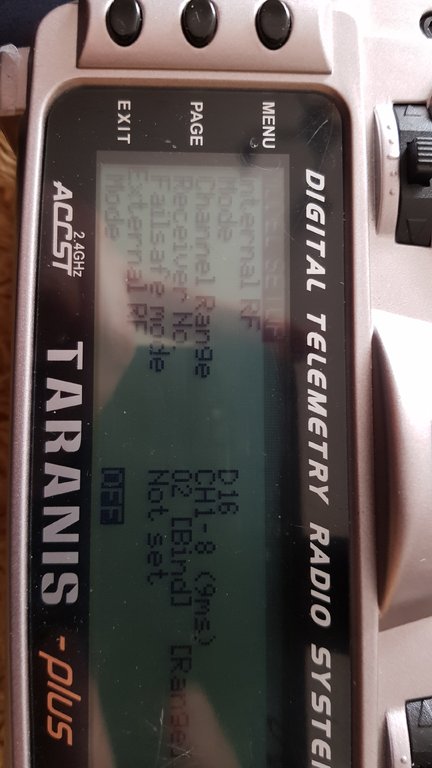 DIGITAL TELEMETRY RADIO SYSTEM
MENU
PAGE
EXIT
Internal RF
Mode D16
Channel Range CH1-8 (9ms)
Receiver No. 02 [Bind] [Range]
Failsafe mode Not set
External RF
Mode OFF
2.4GHz
ACCST
TARANIS -plus